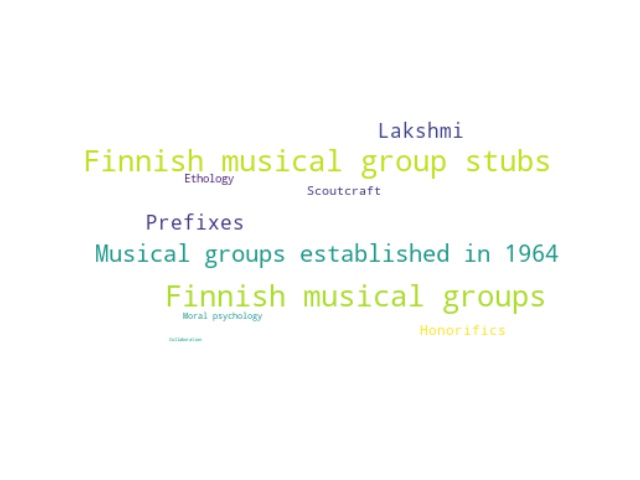 Lakshmi
Finnish musical group stubs
Ethology
Scoutcraft
Prefixes
Musical groups established in 1964
Finnish musical groups
Moral psychology
Honorifics
Collaboration